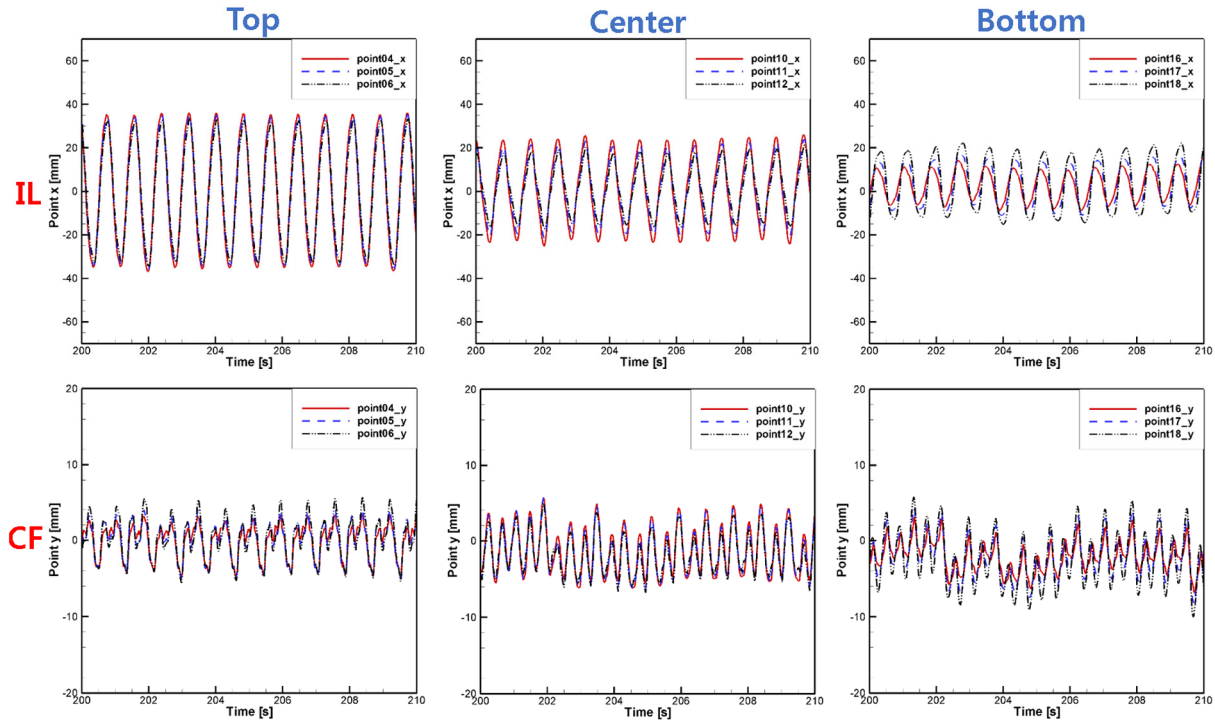 Top Center Bottom
IL
60
40
20
0
-20
-40
-60
Point x [mm]
200 202 204 206 208 210
Time [s]
point04_x
point05_x
point06_x
60
40
20
0
-20
-40
-60
Point x [mm]
200 202 204 206 208 210
Time [s]
point10_x
point11_x
point12_x
60
40
20
0
-20
-40
-60
Point x [mm]
200 202 204 206 208 210
Time [s]
point16_x
point17_x
point18_x
CF
20
10
0
-10
-20
Point y [mm]
200 202 204 206 208 210
Time [s]
point04_y
point05_y
point06_y
20
10
0
-10
-20
Point y [mm]
200 202 204 206 208 210
Time [s]
point10_y
point11_y
point12_y
20
10
0
-10
-20
Point y [mm]
200 202 204 206 208 210
Time [s]
point16_y
point17_y
point18_y